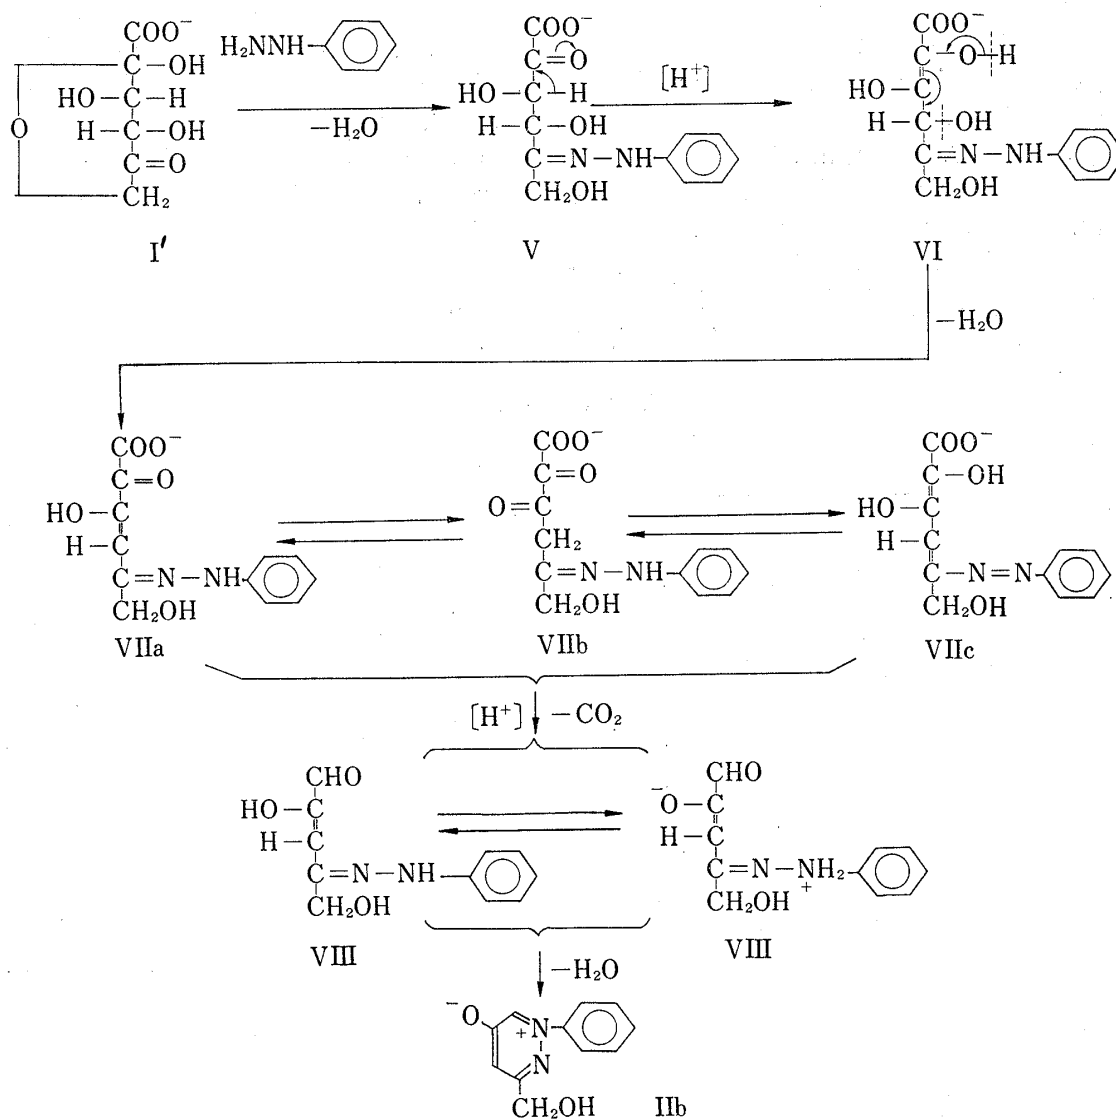 COO⁻
C—OH
HO—C—H
H—C—OH
C=O
CH₂
O
I′
H₂NNH—
—H₂O
COO⁻
C=O
HO—C—H
H—C—OH
C=N—NH—
CH₂OH
V
[H⁺]
COO⁻
C—O—H
HO—C
H—C—OH
C=N—NH—
CH₂OH
VI
—H₂O
COO⁻
C=O
HO—C
H—C
C=N—NH—
CH₂OH
VIIa
COO⁻
C=O
O=C
CH₂
C=N—NH—
CH₂OH
VIIb
COO⁻
C—OH
HO—C
H—C
C—N=N—
CH₂OH
VIIc
[H⁺] —CO₂
CHO
HO—C
H—C
C=N—NH—
CH₂OH
VIII
CHO
⁻O—C
H—C
C=N—NH₂—
+
CH₂OH
VIII
—H₂O
⁻O
N—
+
N
CH₂OH
IIb